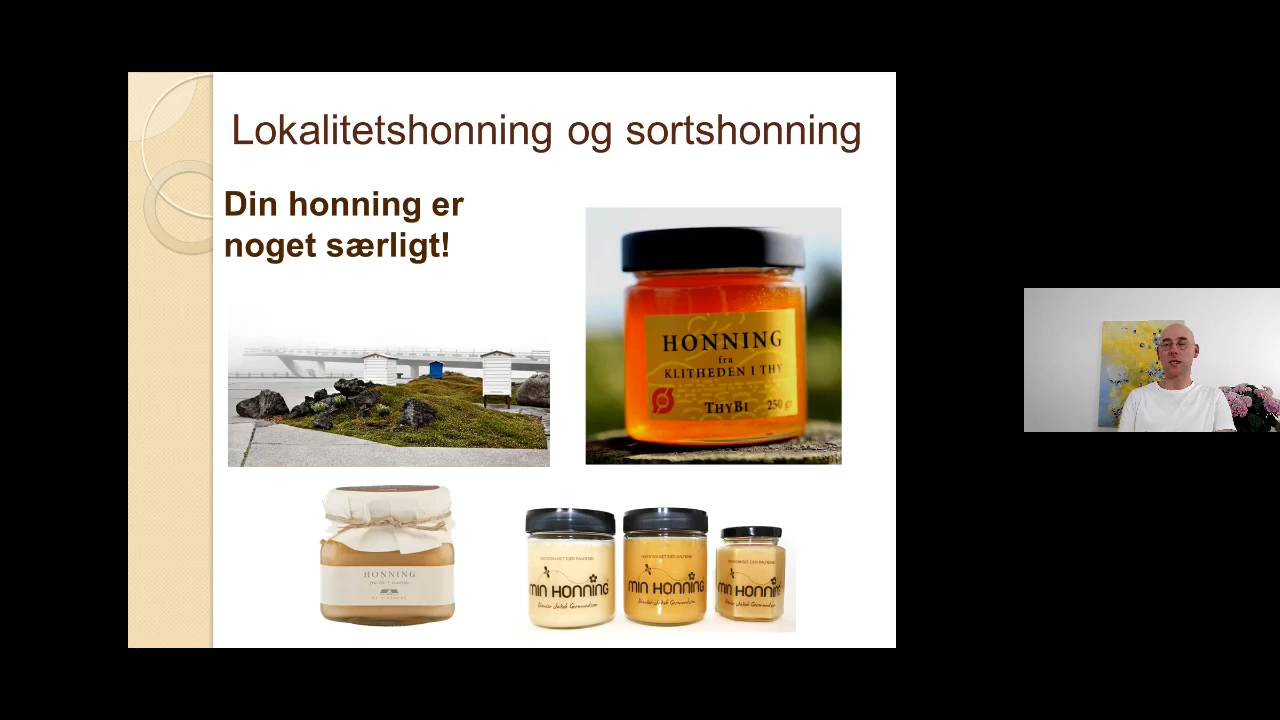 Lokalitetshonning og sortshonning
Din honning er
noget særligt!
HONNING
fra
KLITHEDEN I THY
THYBI 250 gr
HONNING
MIN HONNING
MIN HONNING
MIN HONNING